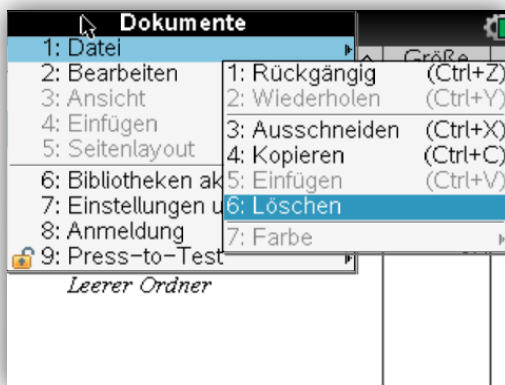 Dokumente
1: Datei
Größe
2: Bearbeiten
3: Ansicht
4: Einfügen
5: Seitenlayout
6: Bibliotheken ak
7: Einstellungen u
8: Anmeldung
9: Press-to-Test
1: Rückgängig (Ctrl+Z)
2: Wiederholen (Ctrl+Y)
3: Ausschneiden (Ctrl+X)
4: Kopieren (Ctrl+C)
5: Einfügen (Ctrl+V)
6: Löschen
7: Farbe
Leerer Ordner